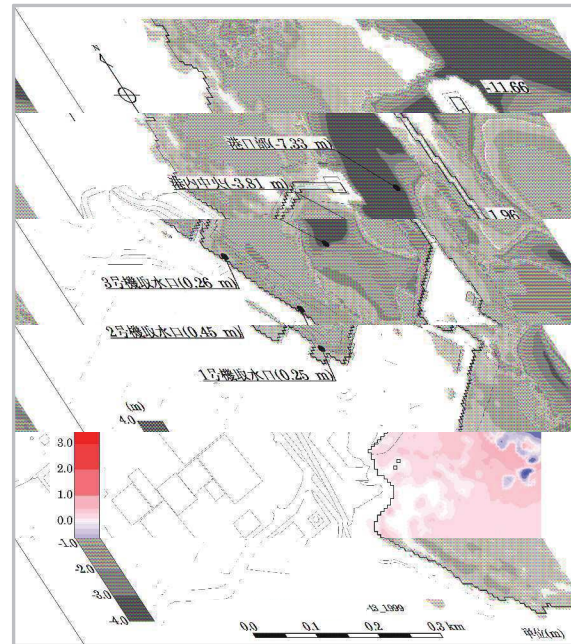 N
-11.66
港口部(-7.33 m)
港内中央(-3.81 m)
1.96
3号機取水口(0.26 m)
2号機取水口(0.45 m)
1号機取水口(0.25 m)
(m)
4.0
3.0
2.0
1.0
0.0
-1.0
-2.0
-3.0
-4.0
0.0 0.1 0.2 0.3 km
単位(m)